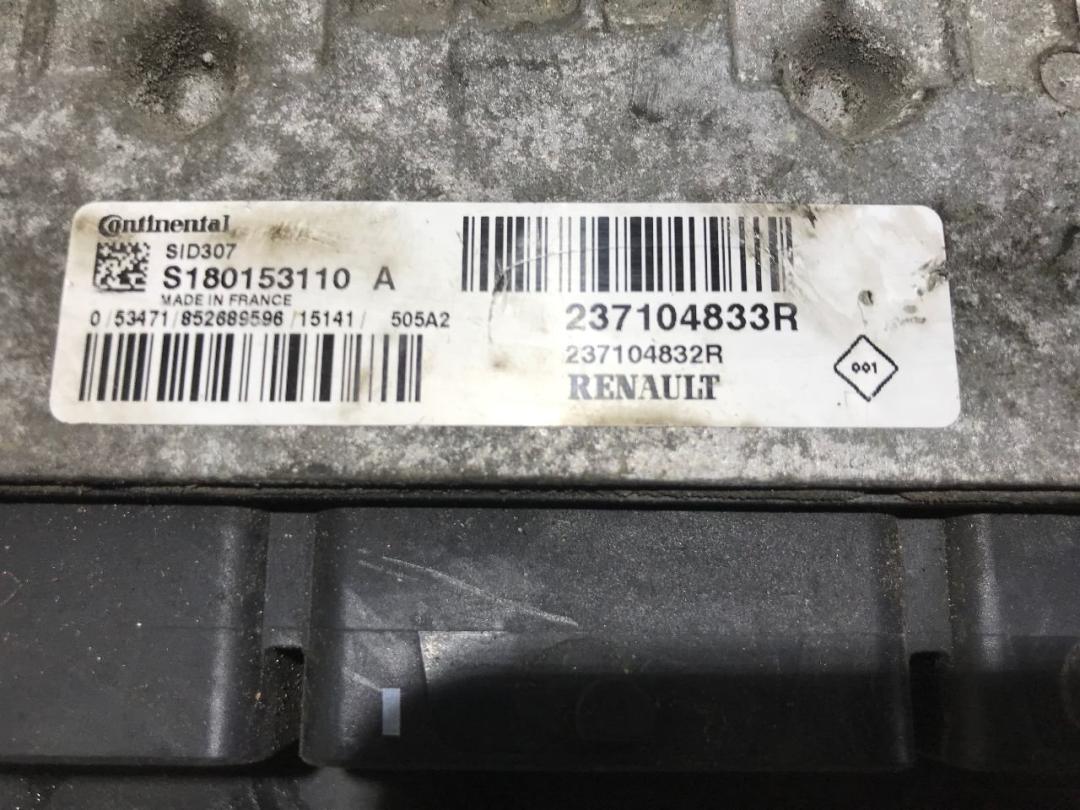 Continental
SID307
S180153110 A
MADE IN FRANCE
0/53471/852689596/15141/ 505A2
237104833R
237104832R
RENAULT
001